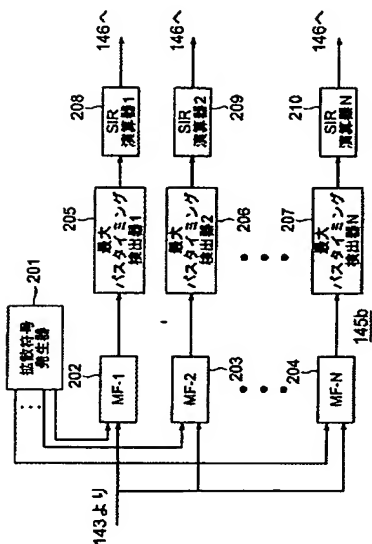 201
拡散符号
発生器
143より
202
MF-1
205
最大
パスタイミング
検出器1
208
SIR
演算器1
146へ
203
MF-2
206
最大
パスタイミング
検出器2
209
SIR
演算器2
146へ
204
MF-N
207
最大
パスタイミング
検出器N
210
SIR
演算器N
146へ
145b